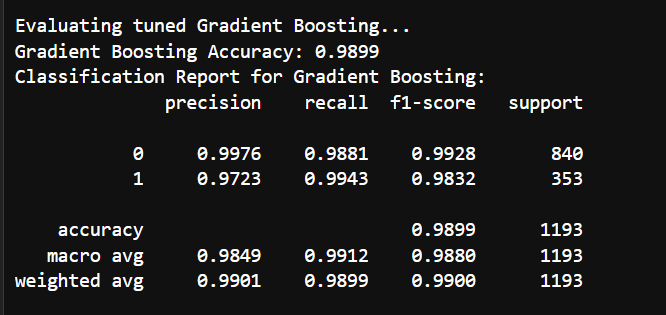 Evaluating tuned Gradient Boosting...
Gradient Boosting Accuracy: 0.9899
Classification Report for Gradient Boosting:
precision recall f1-score support
0 0.9976 0.9881 0.9928 840
1 0.9723 0.9943 0.9832 353
accuracy 0.9899 1193
macro avg 0.9849 0.9912 0.9880 1193
weighted avg 0.9901 0.9899 0.9900 1193